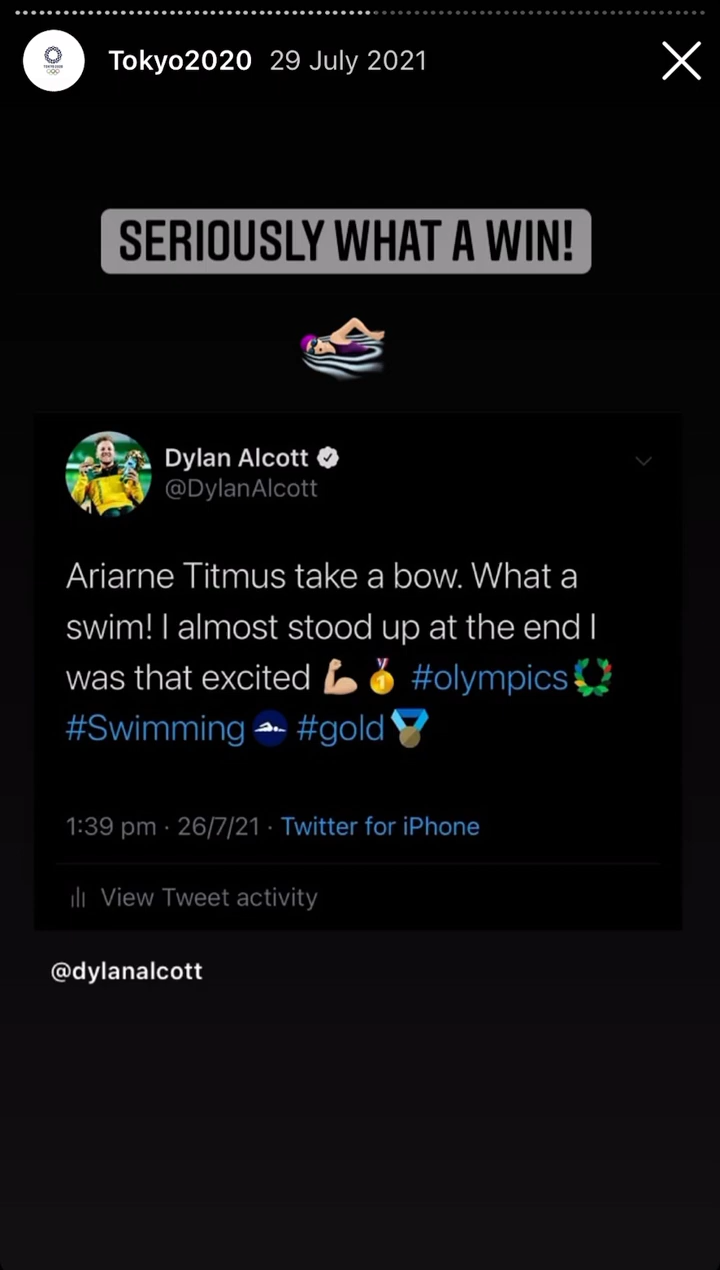 Tokyo2020 29 July 2021
SERIOUSLY WHAT A WIN!
Dylan Alcott
@DylanAlcott
Ariarne Titmus take a bow. What a
swim! I almost stood up at the end I
was that excited 💪🥇 #olympics
#Swimming #gold
1:39 pm · 26/7/21 · Twitter for iPhone
View Tweet activity
@dylanalcott